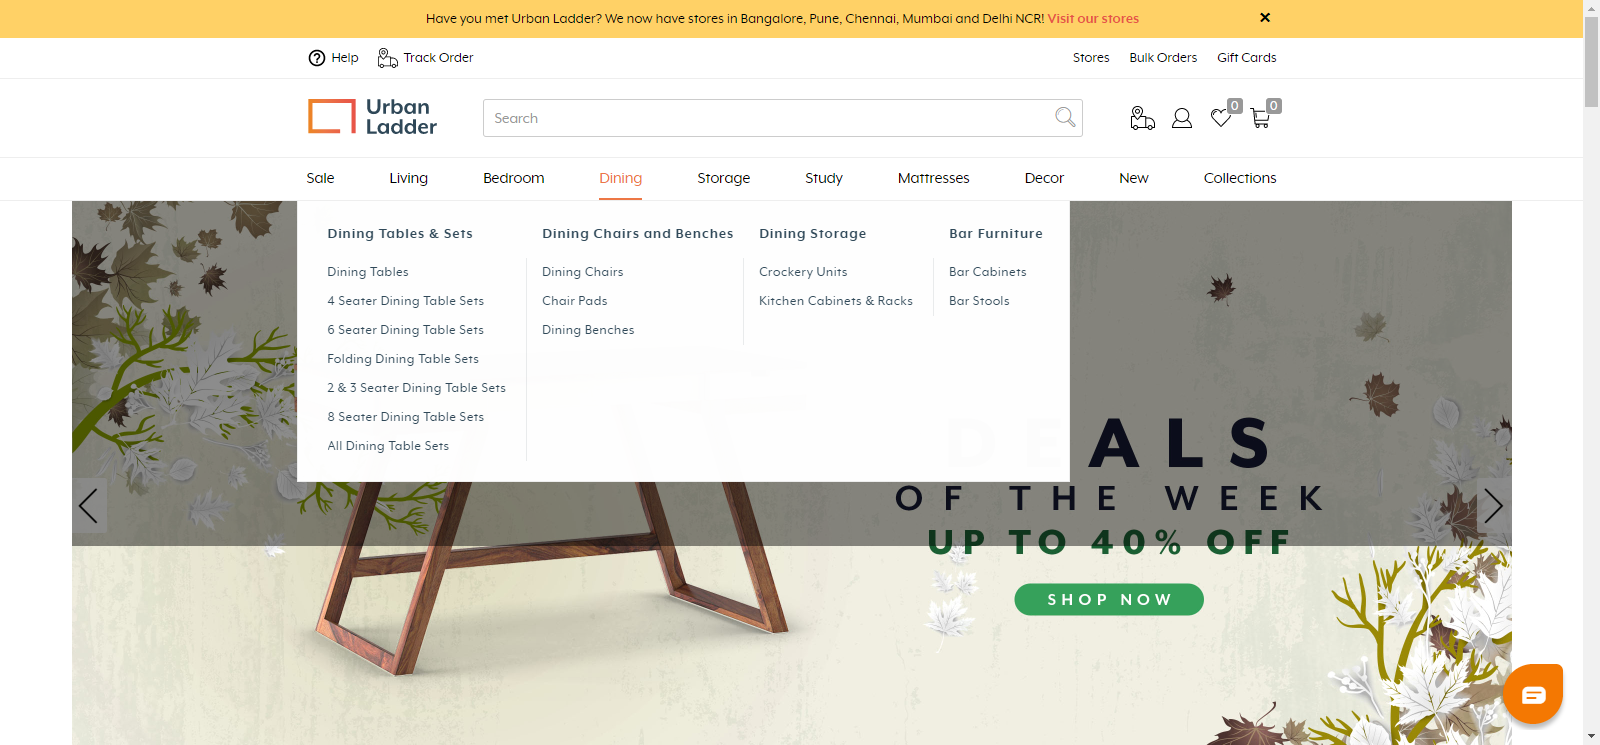 Have you met Urban Ladder? We now have stores in Bangalore, Pune, Chennai, Mumbai and Delhi NCR! Visit our stores
Help
Track Order
Stores
Bulk Orders
Gift Cards
Urban
Ladder
Search
0
0
Sale
Living
Bedroom
Dining
Storage
Study
Mattresses
Decor
New
Collections
Dining Tables & Sets
Dining Tables
4 Seater Dining Table Sets
6 Seater Dining Table Sets
Folding Dining Table Sets
2 & 3 Seater Dining Table Sets
8 Seater Dining Table Sets
All Dining Table Sets
Dining Chairs and Benches
Dining Chairs
Chair Pads
Dining Benches
Dining Storage
Crockery Units
Kitchen Cabinets & Racks
Bar Furniture
Bar Cabinets
Bar Stools
DEALS
OF THE WEEK
UP TO 40% OFF
SHOP NOW